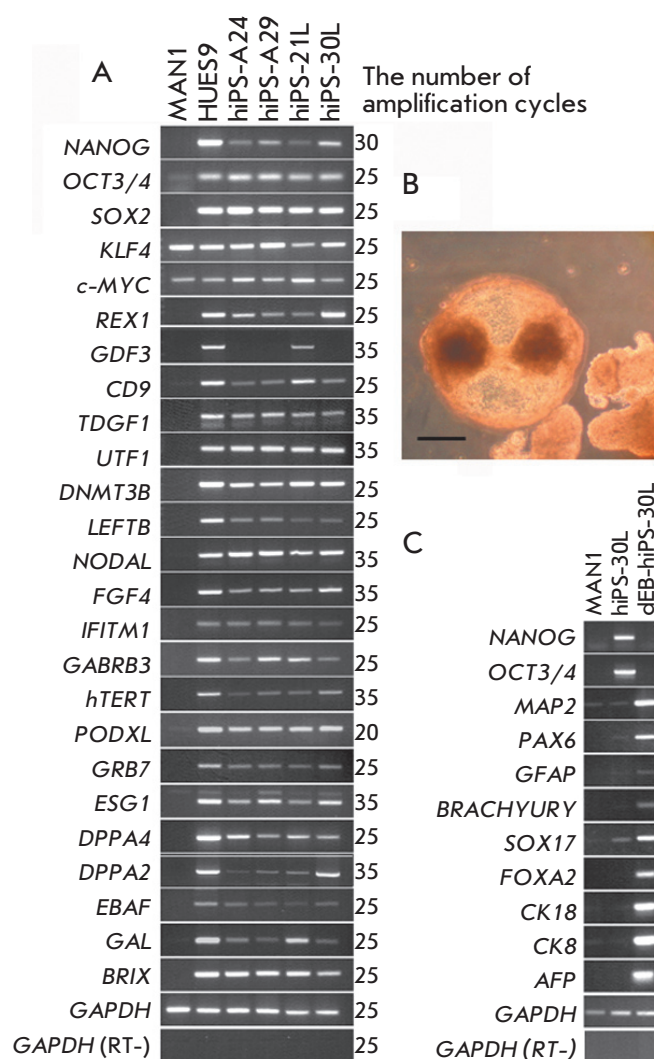 A
MAN1
HUES9
hiPS-A24
hiPS-A29
hiPS-21L
hiPS-30L
The number of
amplification cycles
NANOG 30
OCT3/4 25
SOX2 25
KLF4 25
c-MYC 25
REX1 25
GDF3 35
CD9 25
TDGF1 35
UTF1 35
DNMT3B 25
LEFTB 25
NODAL 35
FGF4 35
IFITM1 25
GABRB3 25
hTERT 35
PODXL 20
GRB7 25
ESG1 35
DPPA4 25
DPPA2 35
EBAF 25
GAL 25
BRIX 25
GAPDH 25
GAPDH (RT-) 25
B
C
MAN1
hiPS-30L
dEB-hiPS-30L
NANOG
OCT3/4
MAP2
PAX6
GFAP
BRACHYURY
SOX17
FOXA2
CK18
CK8
AFP
GAPDH
GAPDH (RT-)